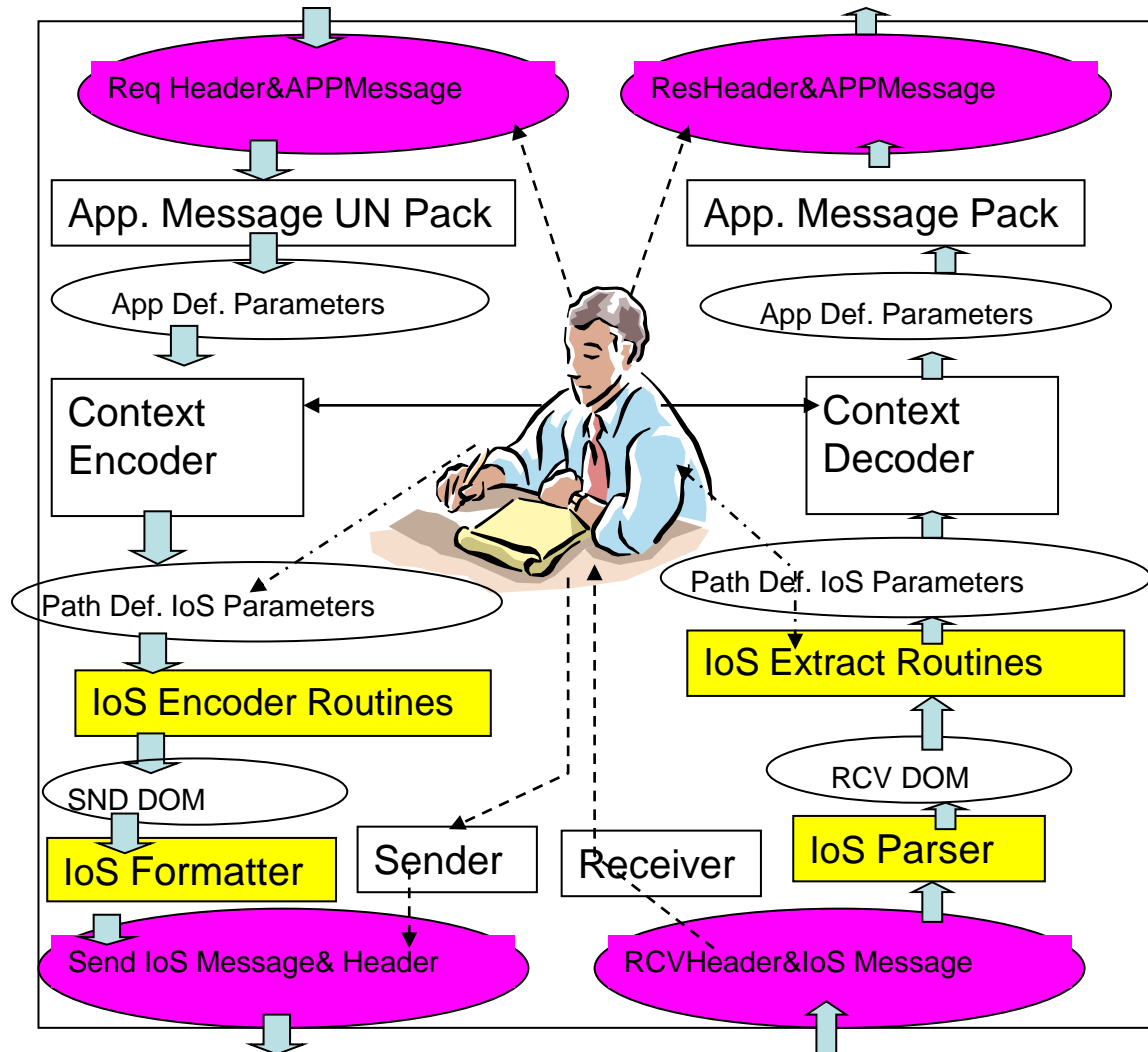 Req Header&APPMessage
ResHeader&APPMessage
App. Message UN Pack
App. Message Pack
App Def. Parameters
App Def. Parameters
Context
Encoder
Context
Decoder
Path Def. IoS Parameters
Path Def. IoS Parameters
IoS Encoder Routines
IoS Extract Routines
SND DOM
RCV DOM
IoS Formatter
Sender
Receiver
IoS Parser
Send IoS Message& Header
RCVHeader&IoS Message